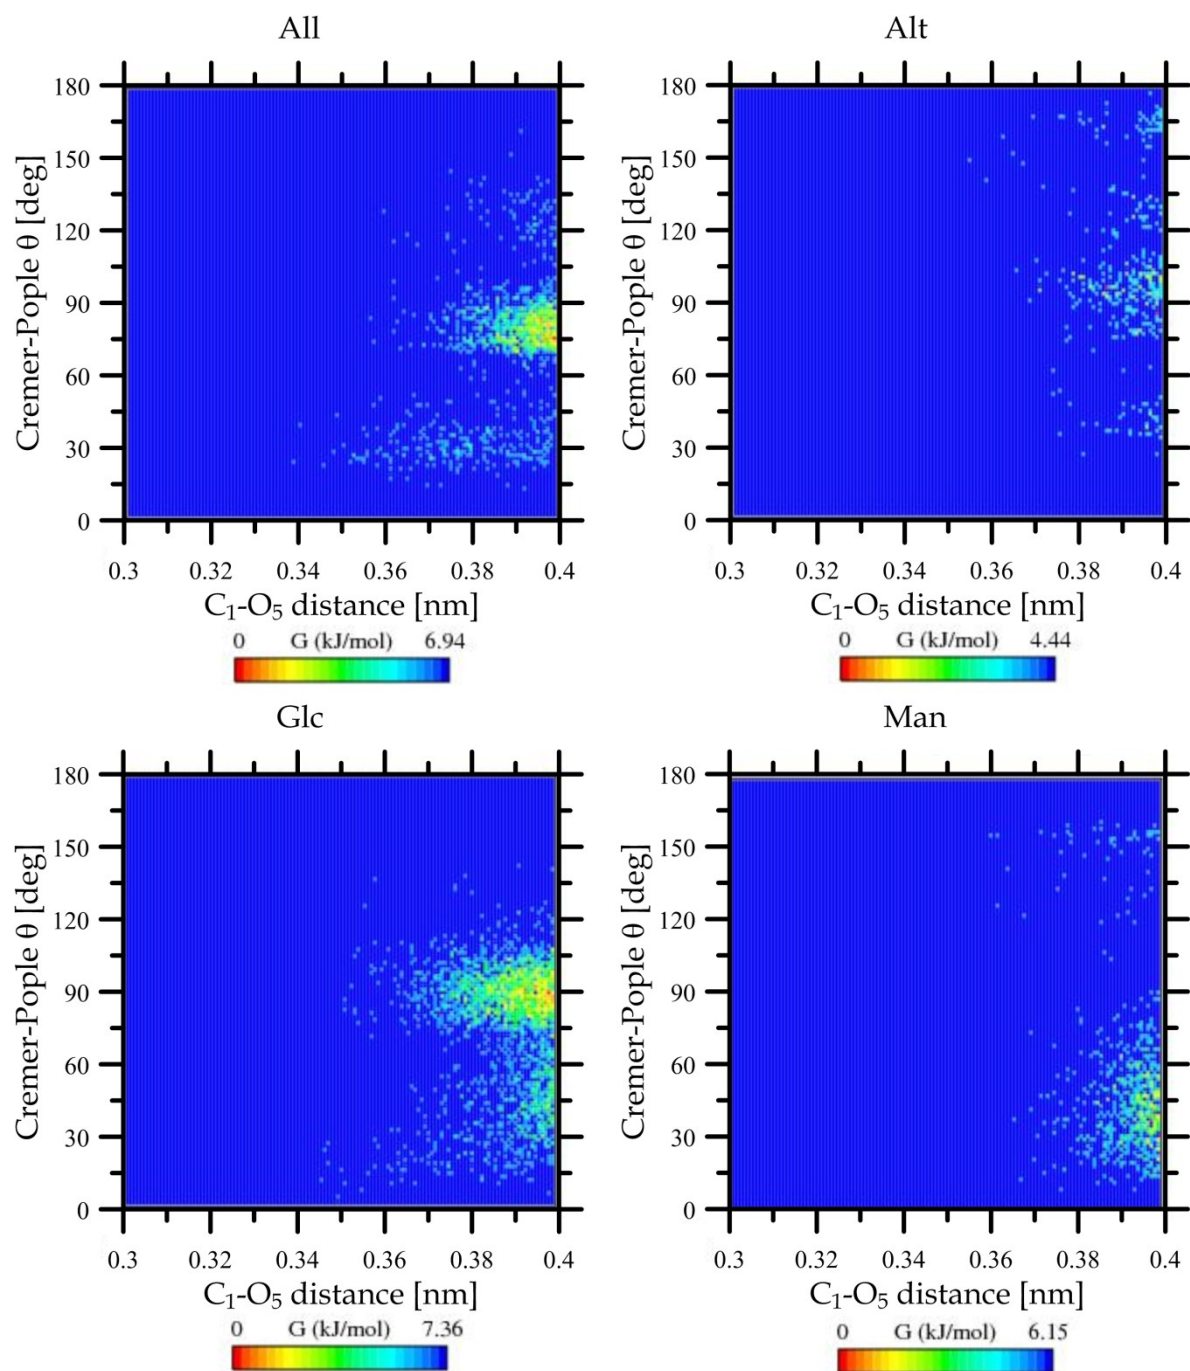 All
Cremer-Pople θ [deg]
180
150
120
90
60
30
0
0.3 0.32 0.34 0.36 0.38 0.4
C₁-O₅ distance [nm]
0 G (kJ/mol) 6.94
Alt
Cremer-Pople θ [deg]
180
150
120
90
60
30
0
0.3 0.32 0.34 0.36 0.38 0.4
C₁-O₅ distance [nm]
0 G (kJ/mol) 4.44
Glc
Cremer-Pople θ [deg]
180
150
120
90
60
30
0
0.3 0.32 0.34 0.36 0.38 0.4
C₁-O₅ distance [nm]
0 G (kJ/mol) 7.36
Man
Cremer-Pople θ [deg]
180
150
120
90
60
30
0
0.3 0.32 0.34 0.36 0.38 0.4
C₁-O₅ distance [nm]
0 G (kJ/mol) 6.15